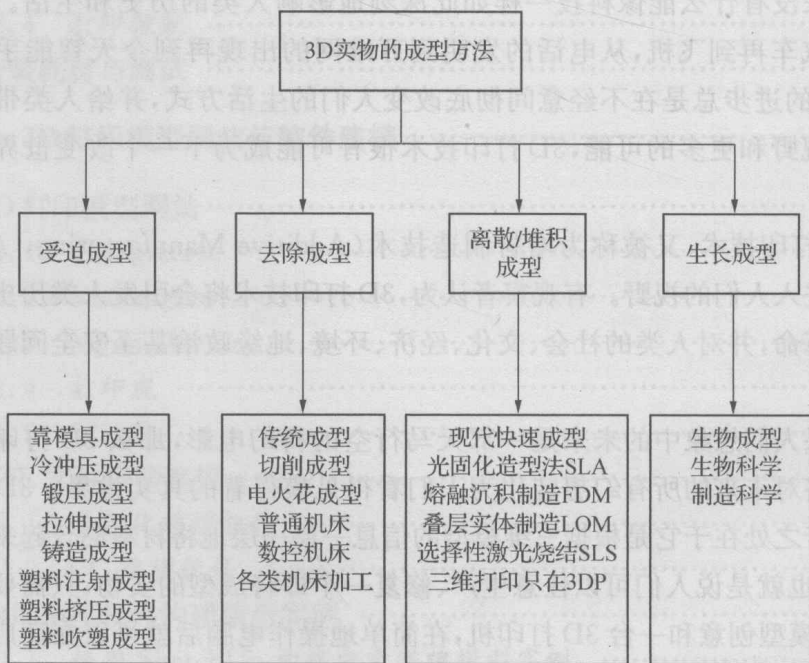 3D实物的成型方法
受迫成型
去除成型
离散/堆积
成型
生长成型
靠模具成型
冷冲压成型
锻压成型
拉伸成型
铸造成型
塑料注射成型
塑料挤压成型
塑料吹塑成型
传统成型
切削成型
电火花成型
普通机床
数控机床
各类机床加工
现代快速成型
光固化造型法SLA
熔融沉积制造FDM
叠层实体制造LOM
选择性激光烧结SLS
三维打印只在3DP
生物成型
生物科学
制造科学